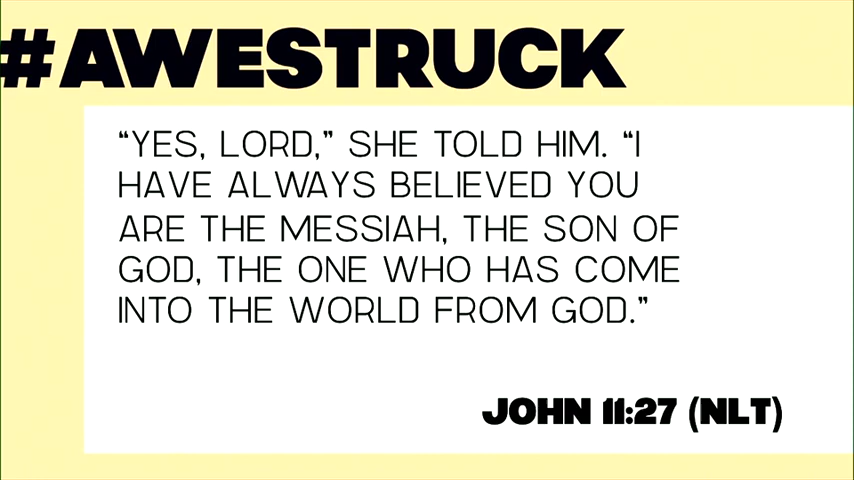 #AWESTRUCK
“YES, LORD,” SHE TOLD HIM. “I
HAVE ALWAYS BELIEVED YOU
ARE THE MESSIAH, THE SON OF
GOD, THE ONE WHO HAS COME
INTO THE WORLD FROM GOD.”
JOHN 11:27 (NLT)